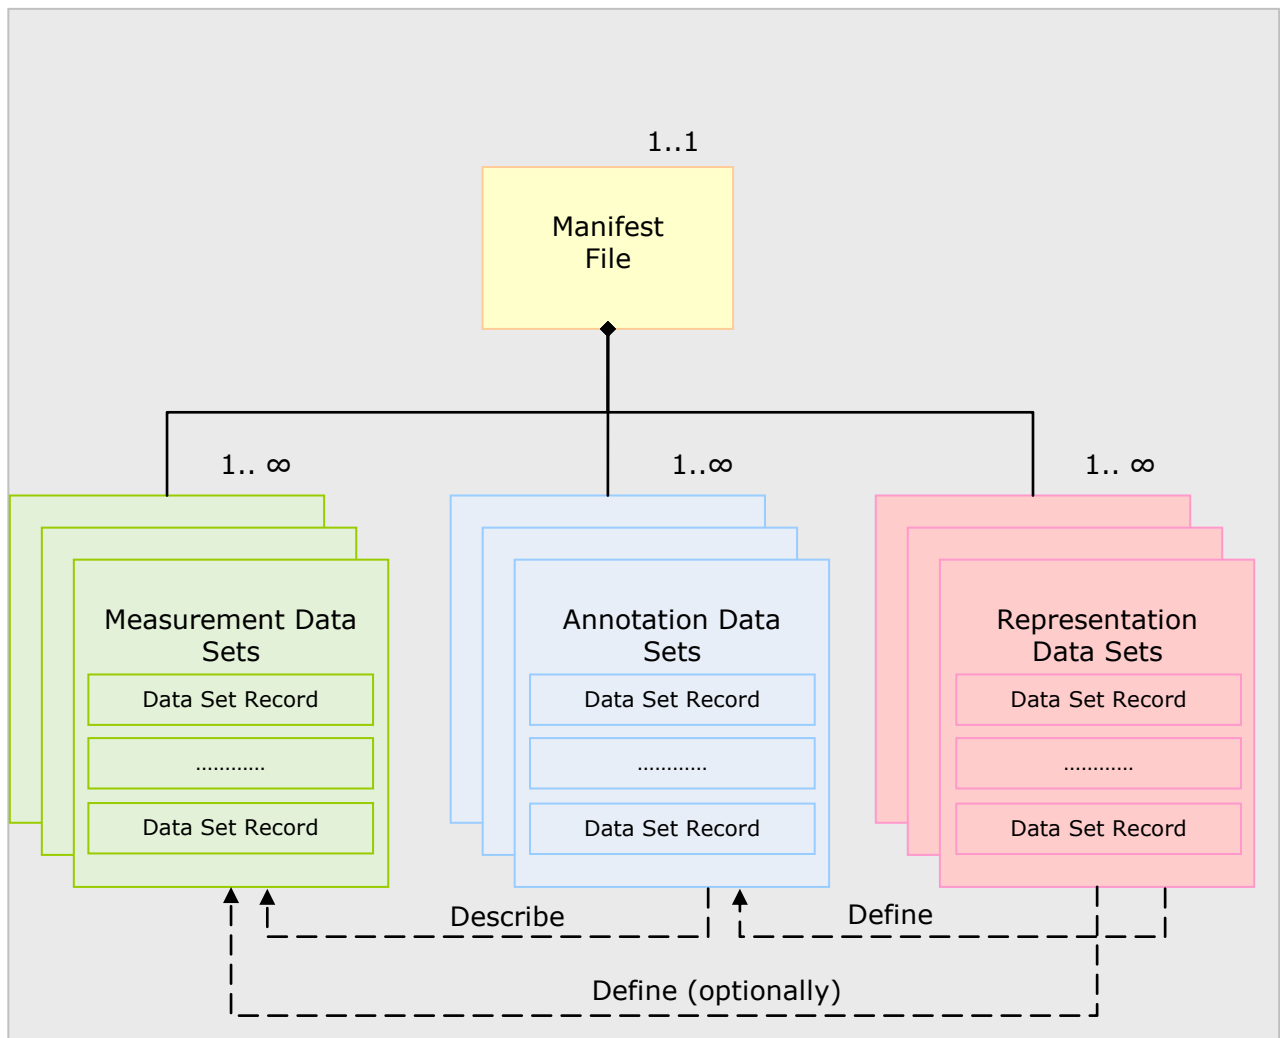 1..1
Manifest
File
1.. ∞
1..∞
1.. ∞
Measurement Data
Sets
Data Set Record
............
Data Set Record
Annotation Data
Sets
Data Set Record
............
Data Set Record
Representation
Data Sets
Data Set Record
............
Data Set Record
Describe
Define
Define (optionally)